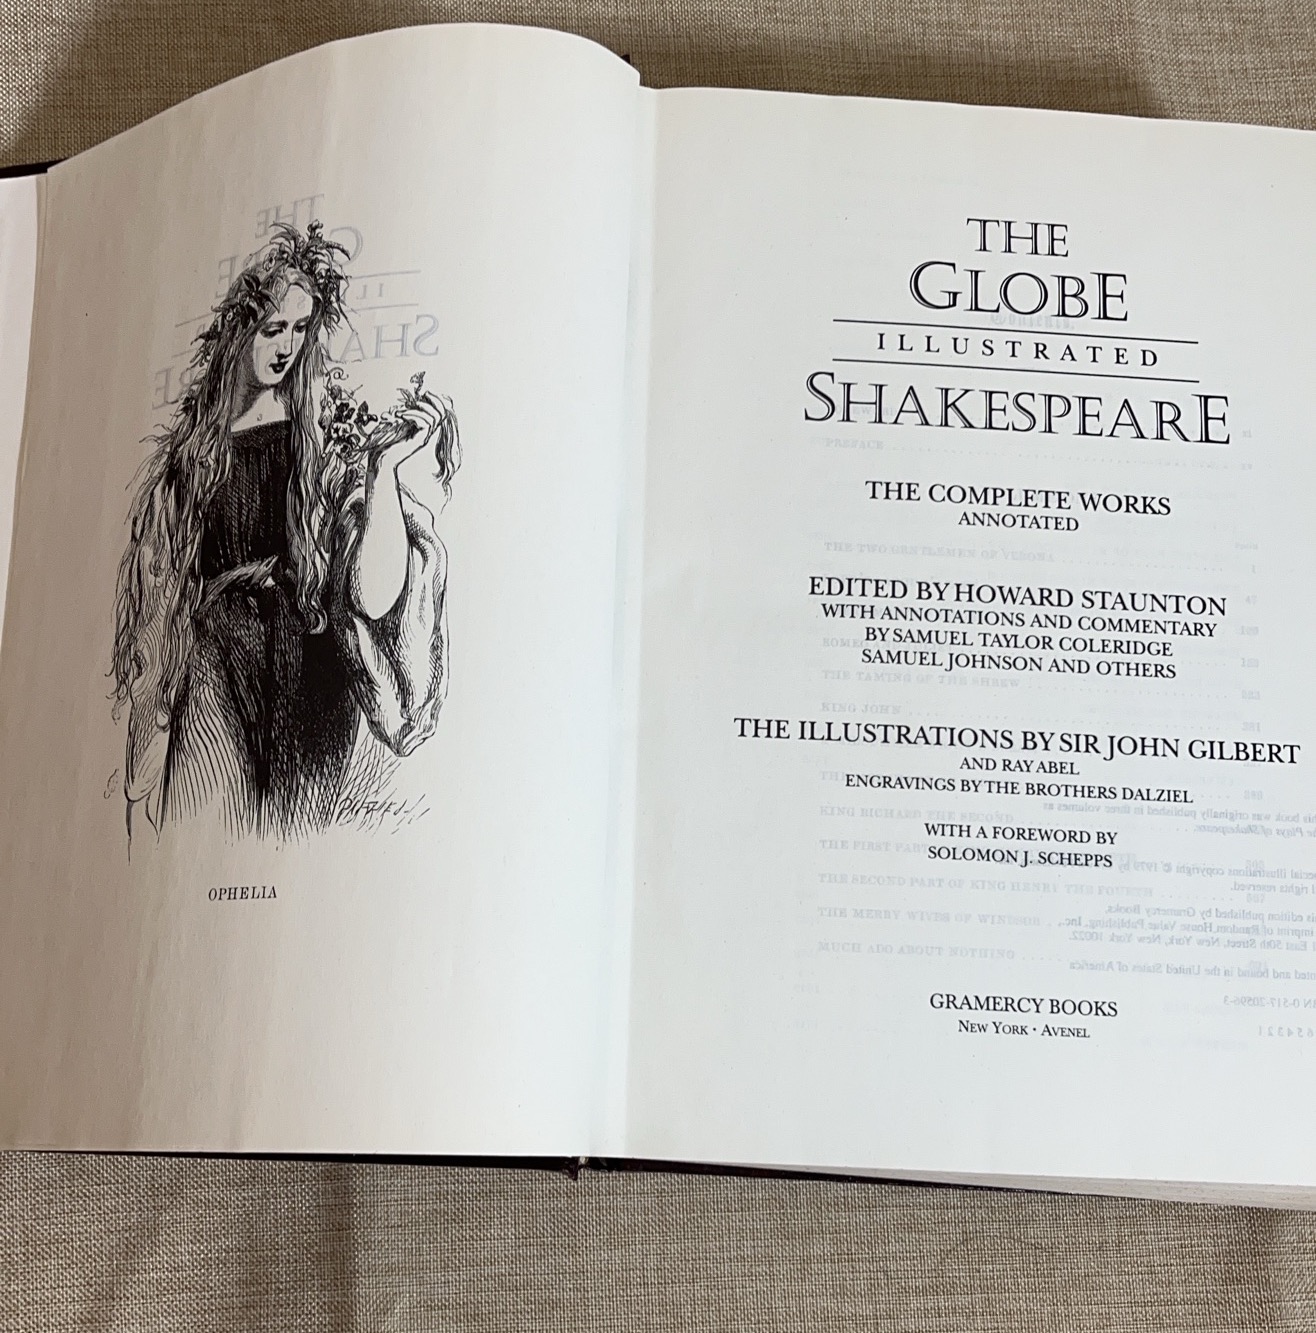 OPHELIA
THE
GLOBE
ILLUSTRATED
SHAKESPEARE
THE COMPLETE WORKS
ANNOTATED
EDITED BY HOWARD STAUNTON
WITH ANNOTATIONS AND COMMENTARY
BY SAMUEL TAYLOR COLERIDGE
SAMUEL JOHNSON AND OTHERS
THE ILLUSTRATIONS BY SIR JOHN GILBERT
AND RAY ABEL
ENGRAVINGS BY THE BROTHERS DALZIEL
WITH A FOREWORD BY
SOLOMON J. SCHEPPS
GRAMERCY BOOKS
NEW YORK • AVENEL